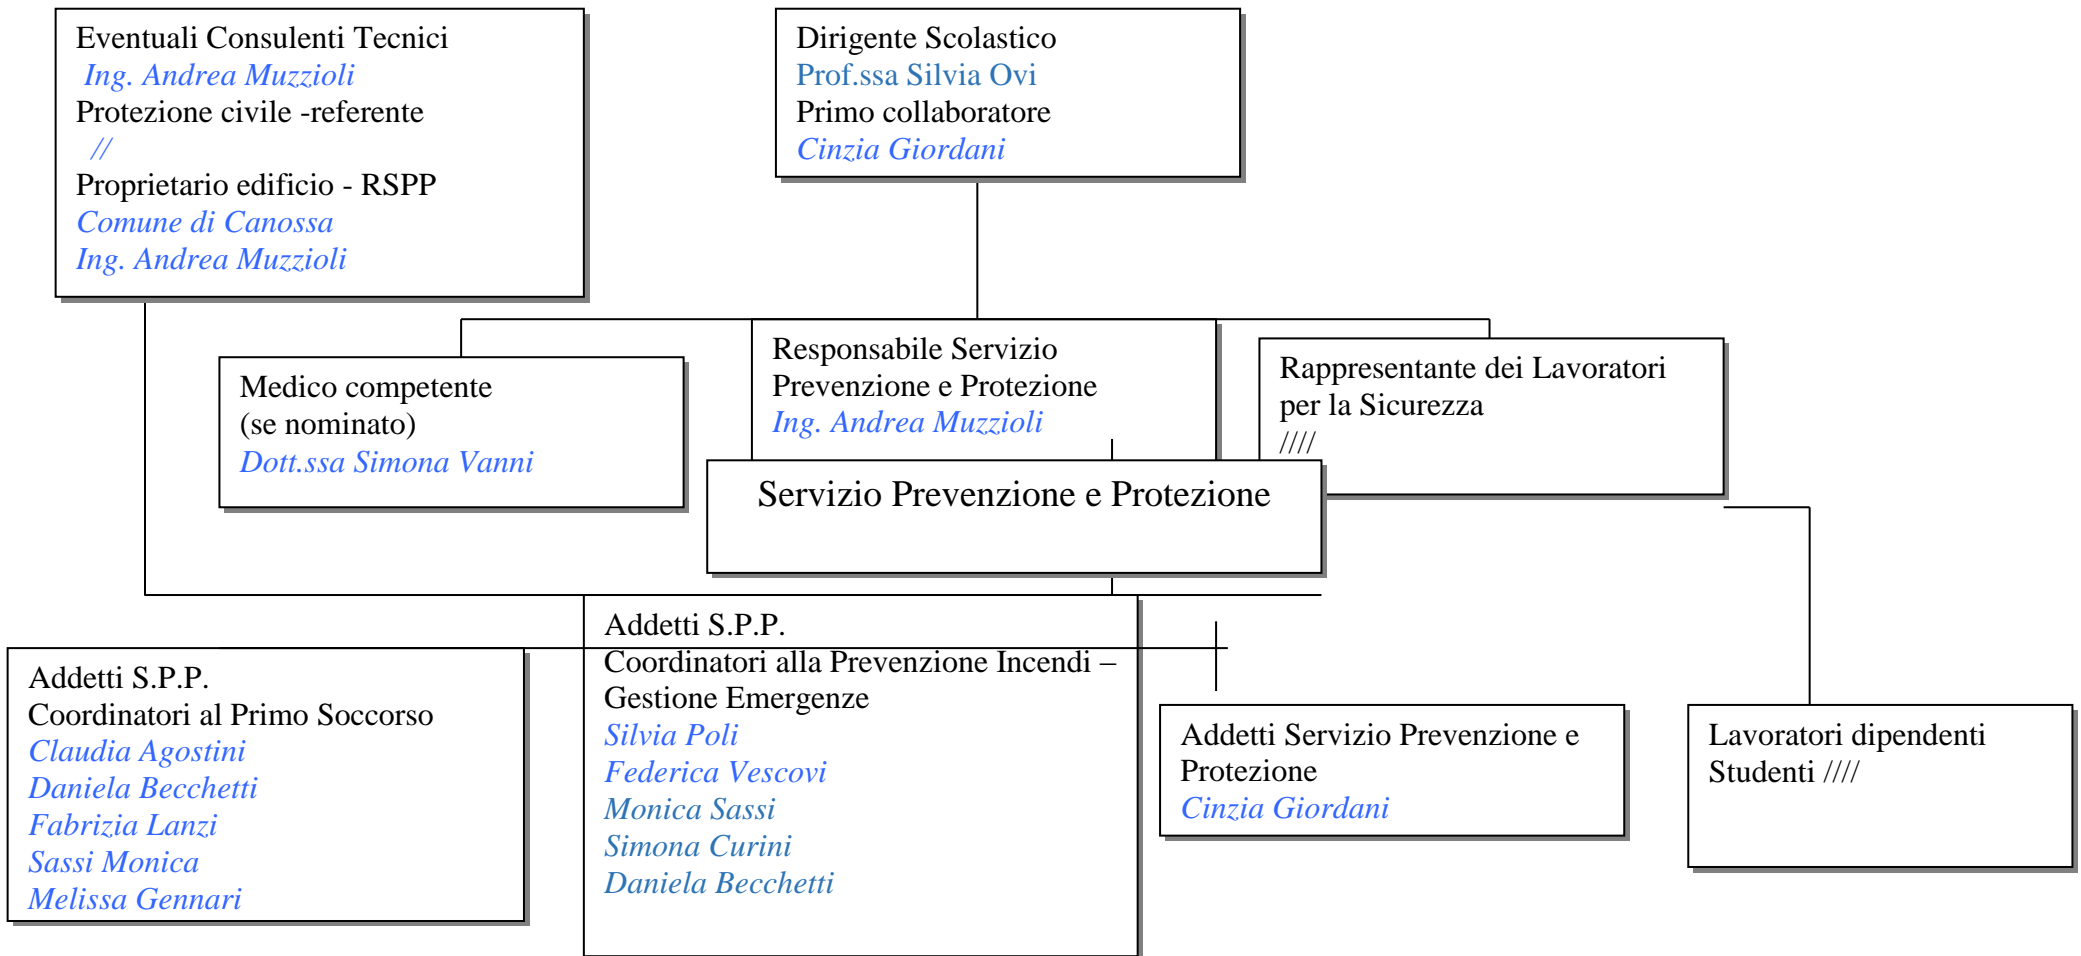 Eventuali Consulenti Tecnici
Ing. Andrea Muzzioli
Protezione civile -referente
//
Proprietario edificio - RSPP
Comune di Canossa
Ing. Andrea Muzzioli
Dirigente Scolastico
Prof.ssa Silvia Ovi
Primo collaboratore
Cinzia Giordani
Medico competente
(se nominato)
Dott.ssa Simona Vanni
Responsabile Servizio
Prevenzione e Protezione
Ing. Andrea Muzzioli
Rappresentante dei Lavoratori
per la Sicurezza
////
Servizio Prevenzione e Protezione
Addetti S.P.P.
Coordinatori al Primo Soccorso
Claudia Agostini
Daniela Becchetti
Fabrizia Lanzi
Sassi Monica
Melissa Gennari
Addetti S.P.P.
Coordinatori alla Prevenzione Incendi –
Gestione Emergenze
Silvia Poli
Federica Vescovi
Monica Sassi
Simona Curini
Daniela Becchetti
Addetti Servizio Prevenzione e
Protezione
Cinzia Giordani
Lavoratori dipendenti
Studenti ////